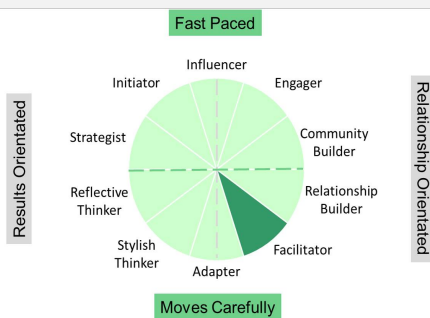 Fast Paced
Influencer
Initiator
Engager
Strategist
Community
Builder
Results Orientated
Relationship Orientated
Reflective
Thinker
Relationship
Builder
Stylish
Thinker
Facilitator
Adapter
Moves Carefully